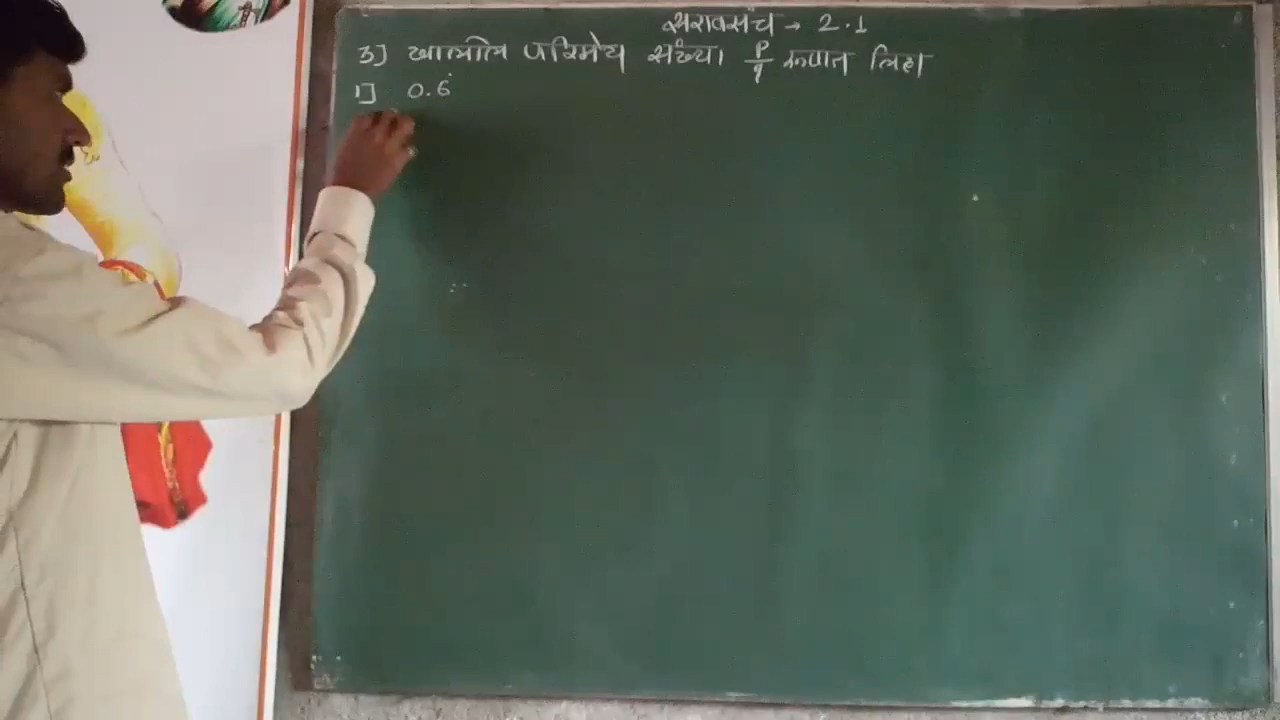 सरावसंच → 2.1
3] खालील परिमेय संख्या p/q रूपात लिहा
1] 0.6̇